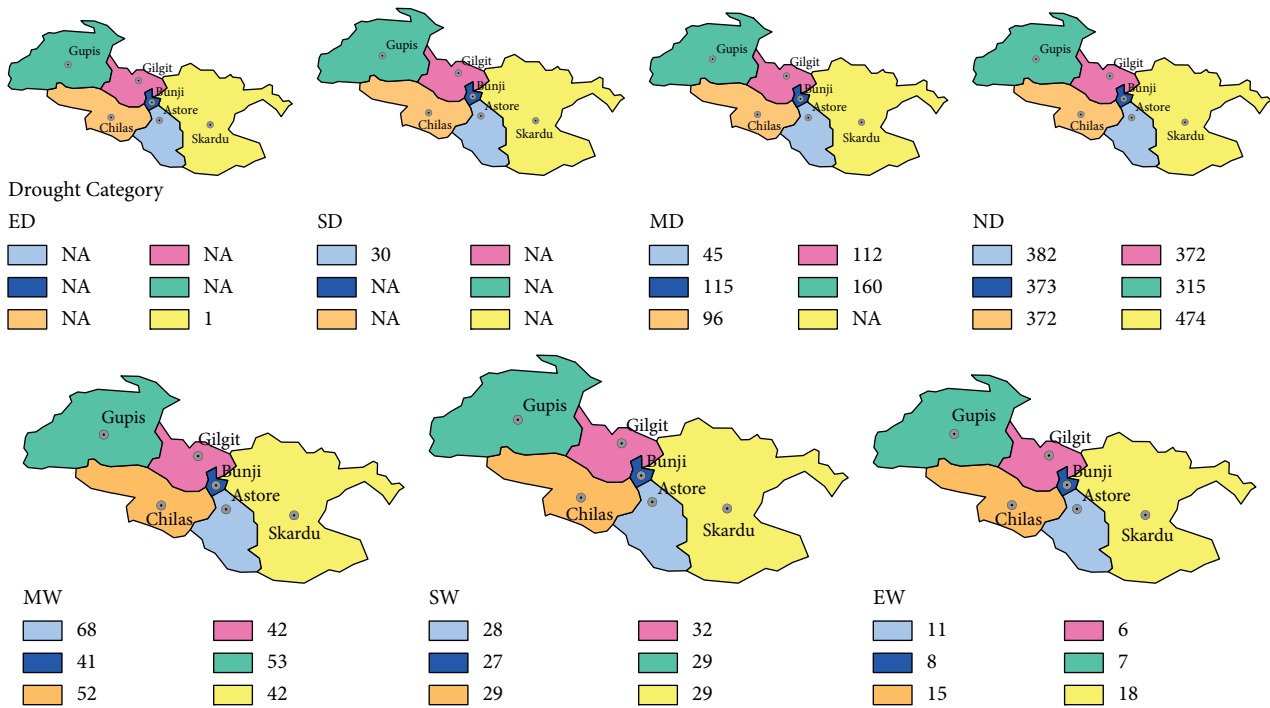 Gupis
Gilgit
Bunji
Astore
Chilas
Skardu
Gupis
Gilgit
Bunji
Astore
Chilas
Skardu
Gupis
Gilgit
Bunji
Astore
Chilas
Skardu
Gupis
Gilgit
Bunji
Astore
Chilas
Skardu
Drought Category
ED
NA NA
NA NA
NA 1
SD
30 NA
NA NA
NA NA
MD
45 112
115 160
96 NA
ND
382 372
373 315
372 474
Gupis
Gilgit
Bunji
Astore
Chilas
Skardu
Gupis
Gilgit
Bunji
Astore
Chilas
Skardu
Gupis
Gilgit
Bunji
Astore
Chilas
Skardu
MW
68 42
41 53
52 42
SW
28 32
27 29
29 29
EW
11 6
8 7
15 18